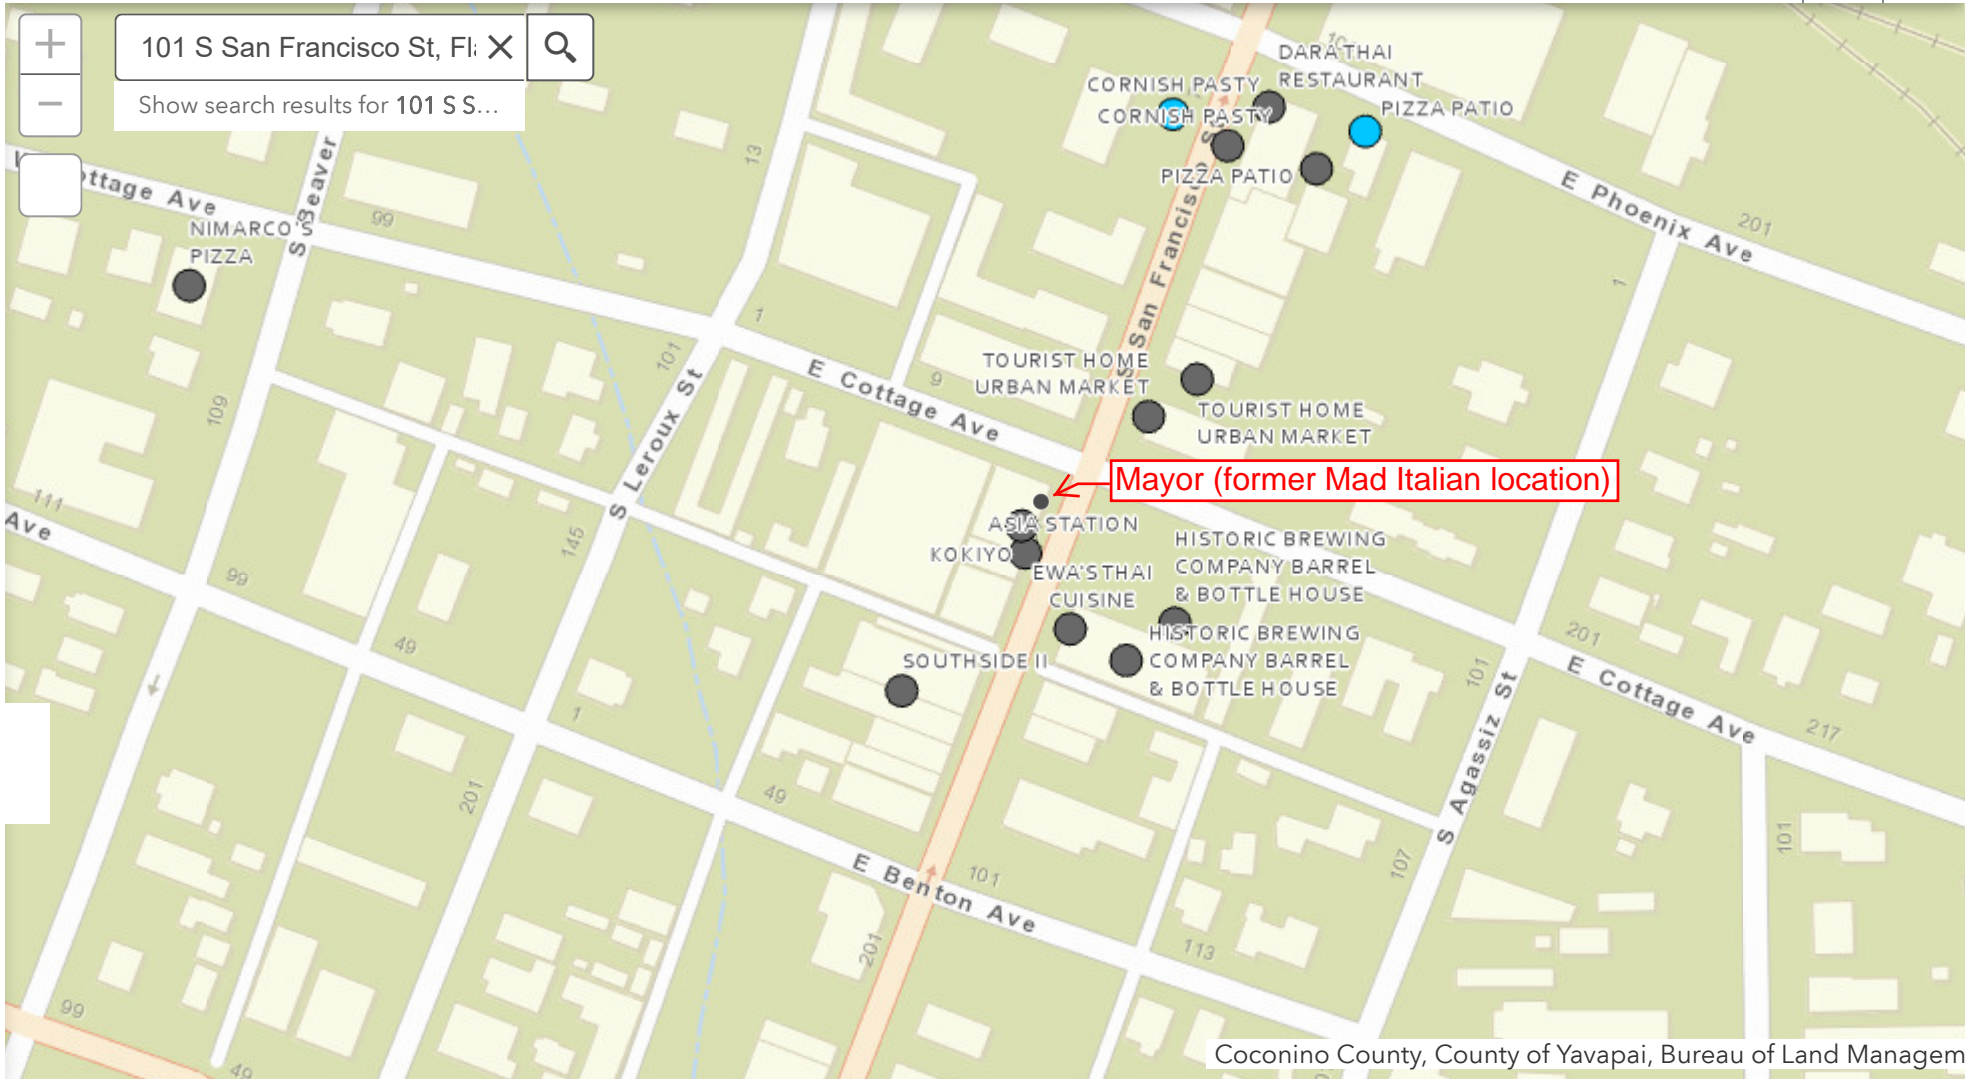 101 S San Francisco St, Fl
Show search results for 101 S S...
DARA THAI
RESTAURANT
CORNISH PASTY
CORNISH PASTY
PIZZA PATIO
PIZZA PATIO
ttage Ave
S Beaver
NIMARCO'S
PIZZA
99
13
S San Francisco St
E Phoenix Ave
201
1
1
101
109
TOURIST HOME
URBAN MARKET
TOURIST HOME
URBAN MARKET
E Cottage Ave
9
S Leroux St
Mayor (former Mad Italian location)
111
Ave
145
99
ASIA STATION
KOKIYO
EWA'S THAI
CUISINE
HISTORIC BREWING
COMPANY BARREL
& BOTTLE HOUSE
HISTORIC BREWING
COMPANY BARREL
& BOTTLE HOUSE
SOUTHSIDE II
49
1
201
49
201
E Cottage Ave
217
101
S Agassiz St
107
101
E Benton Ave
101
201
113
99
49
Coconino County, County of Yavapai, Bureau of Land Managem